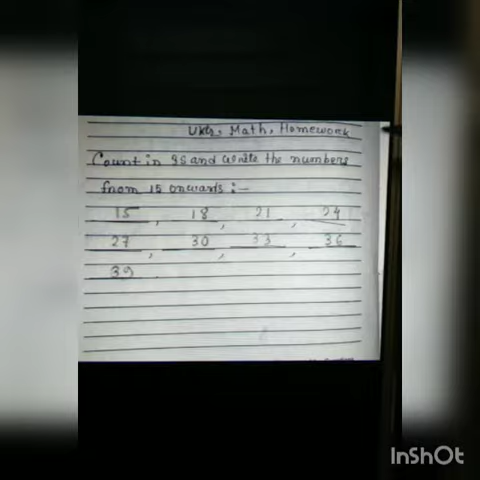 UKG, Math, Homework
Count in 3s and write the numbers
from 15 onwards :-
15, 18, 21, 24
27, 30, 33, 36
39
InShOt